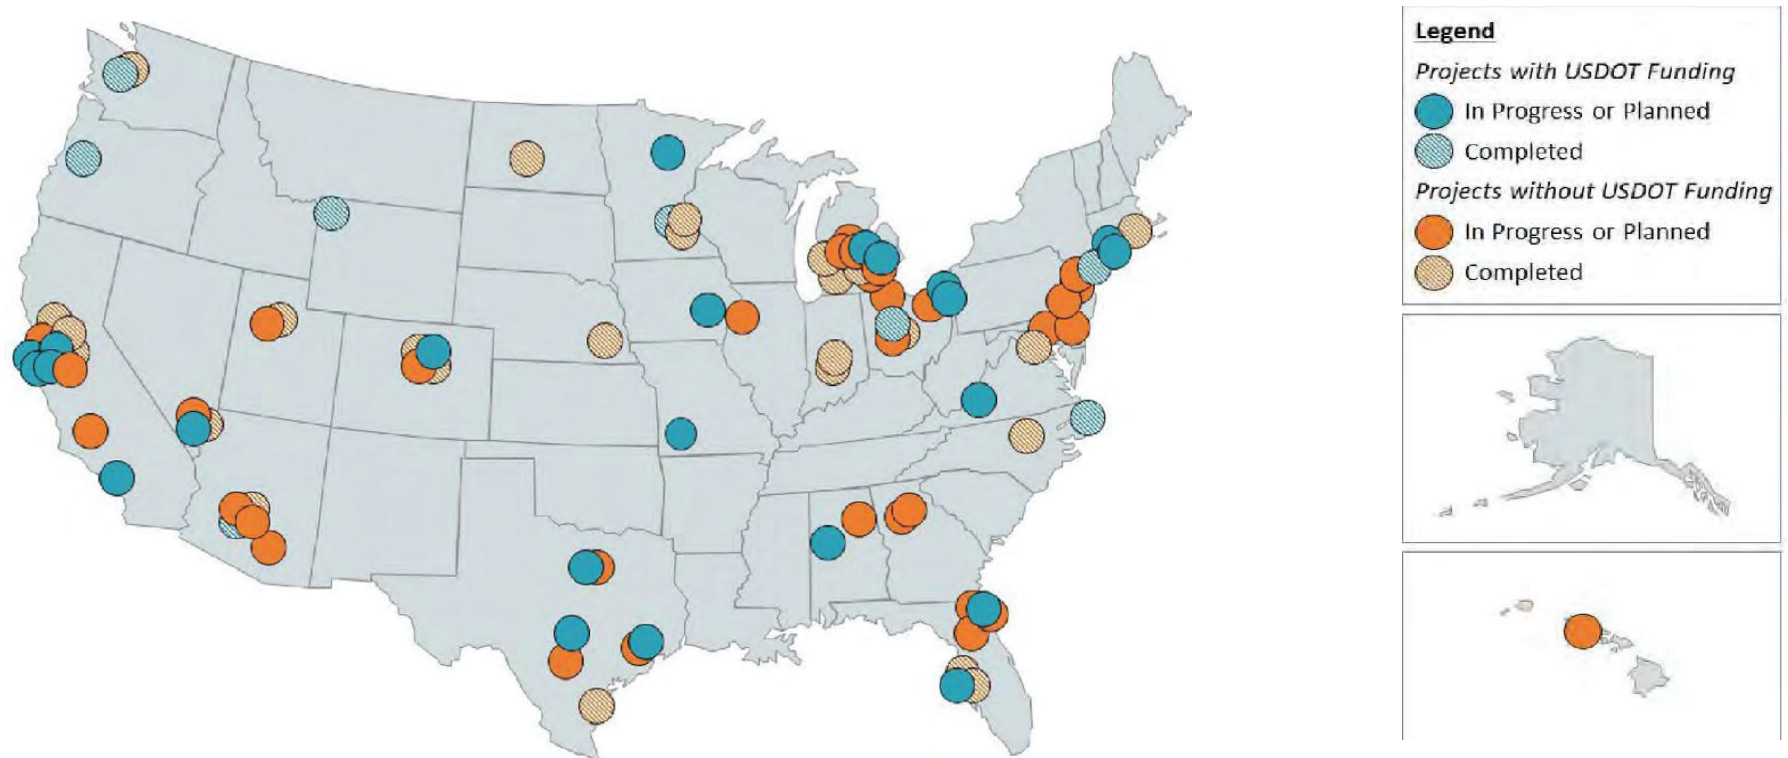 Legend
Projects with USDOT Funding
In Progress or Planned
Completed
Projects without USDOT Funding
In Progress or Planned
Completed